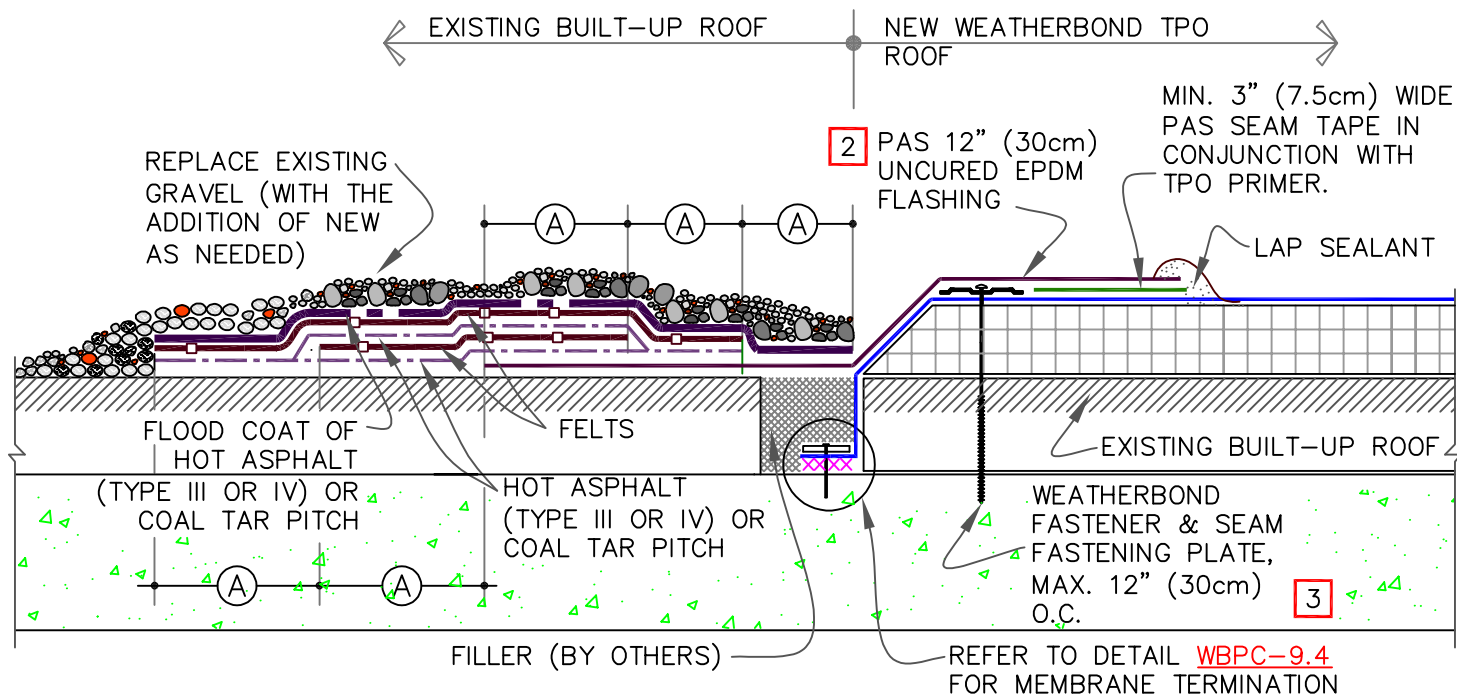 EXISTING BUILT-UP ROOF
NEW WEATHERBOND TPO
ROOF
MIN. 3" (7.5cm) WIDE
PAS SEAM TAPE IN
CONJUNCTION WITH
TPO PRIMER.
2
PAS 12" (30cm)
UNCURED EPDM
FLASHING
REPLACE EXISTING
GRAVEL (WITH THE
ADDITION OF NEW
AS NEEDED)
A
A
A
LAP SEALANT
FLOOD COAT OF
HOT ASPHALT
(TYPE III OR IV) OR
COAL TAR PITCH
FELTS
EXISTING BUILT-UP ROOF
HOT ASPHALT
(TYPE III OR IV) OR
COAL TAR PITCH
WEATHERBOND
FASTENER & SEAM
FASTENING PLATE,
MAX. 12" (30cm)
O.C.
3
A
A
FILLER (BY OTHERS)
REFER TO DETAIL WBPC-9.4
FOR MEMBRANE TERMINATION